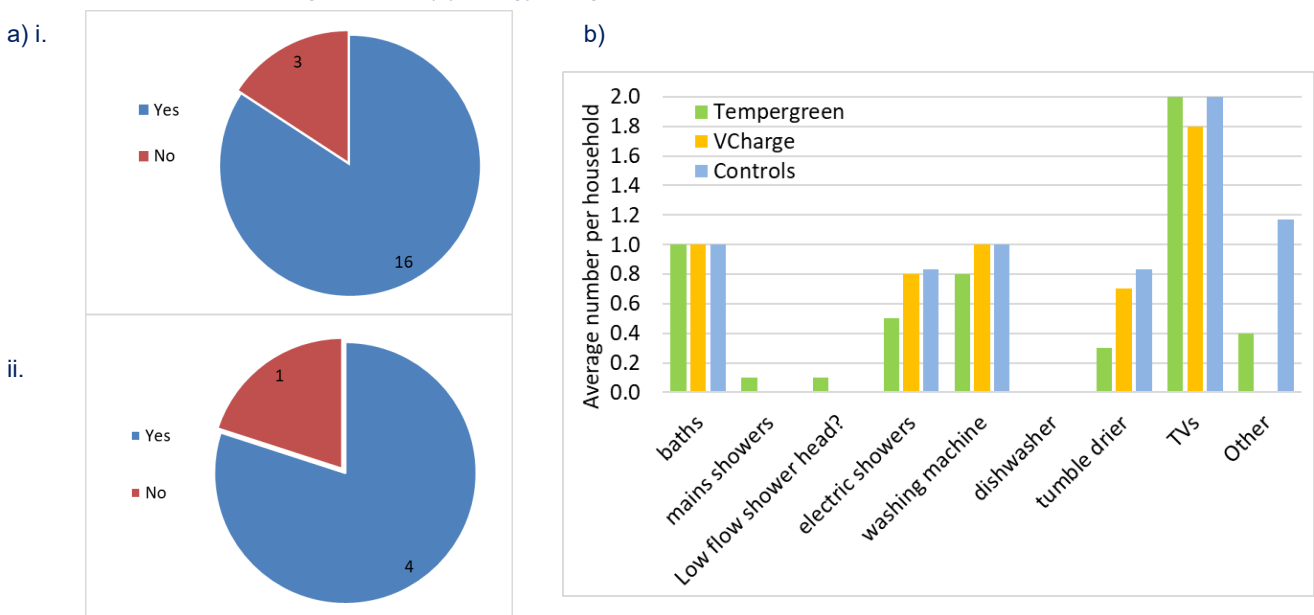 a) i.
3
Yes
No
16
ii.
1
Yes
No
4
b)
Average number per household
2.0
1.8
1.6
1.4
1.2
1.0
0.8
0.6
0.4
0.2
0.0
Tempergreen
VCharge
Controls
baths
mains showers
Low flow shower head?
electric showers
washing machine
dishwasher
tumble drier
TVs
Other